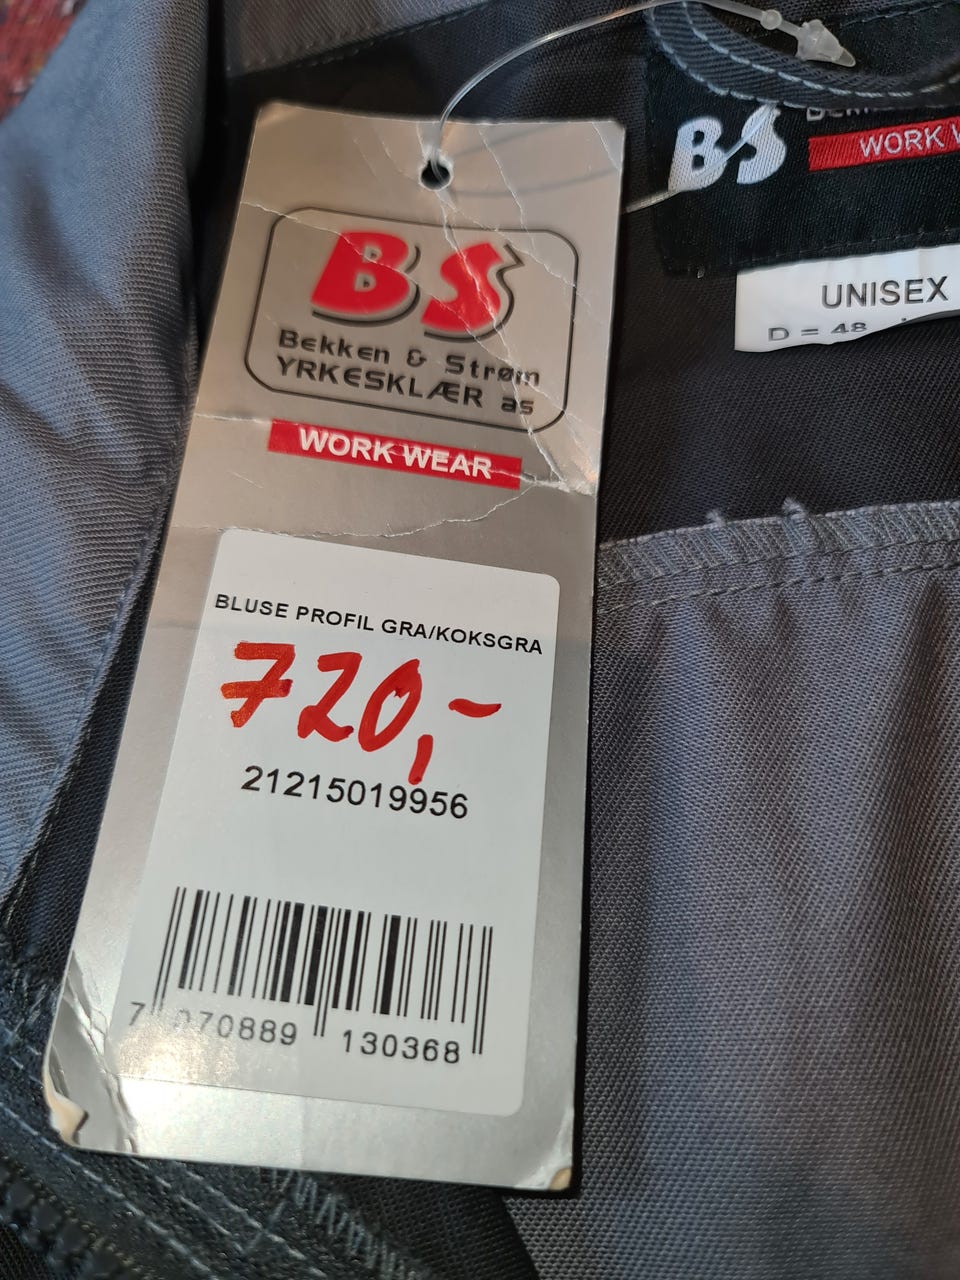 BS
Bekken & Strøm
YRKESKLÆR as
WORK WEAR
BLUSE PROFIL GRA/KOKSGRA
720,-
21215019956
7 070889 130368
BS
WORK
UNISEX
D = 48